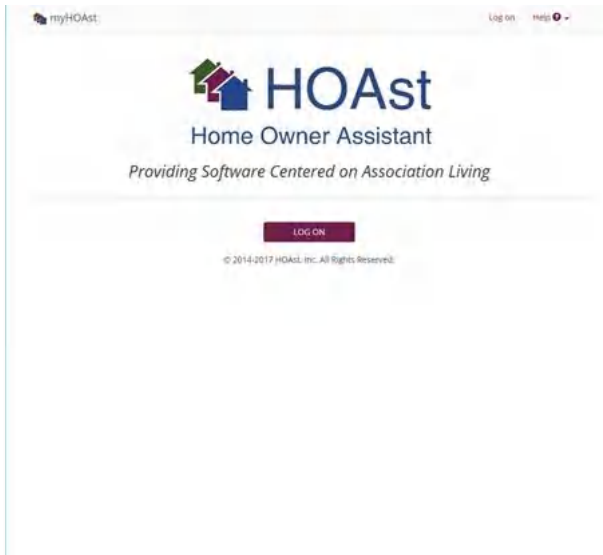 myHOAst
Log on Help
HOAst
Home Owner Assistant
Providing Software Centered on Association Living
LOG ON
© 2014-2017 HOAst, Inc. All Rights Reserved.